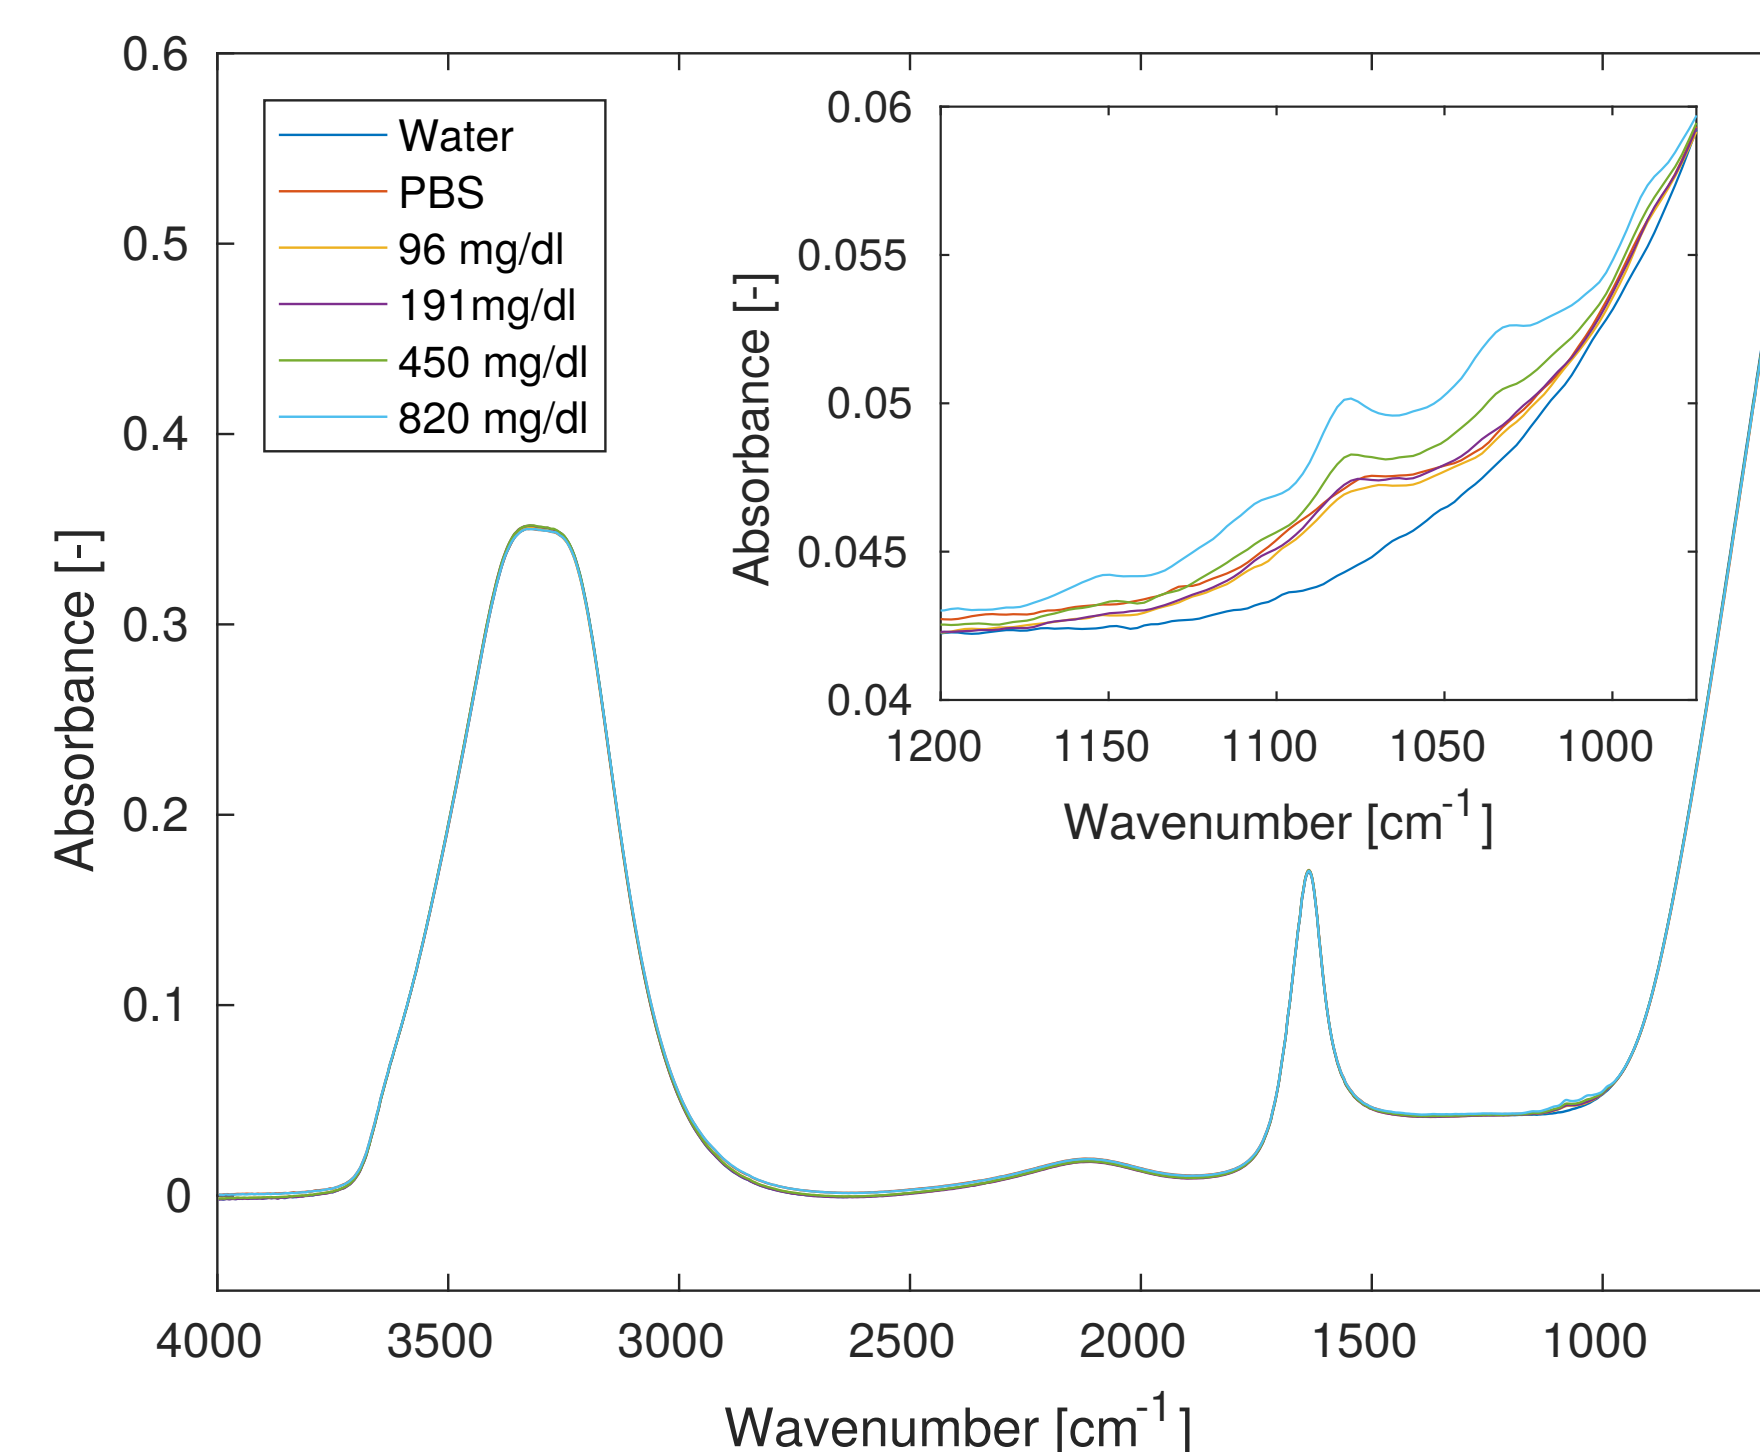 0.6
0.5
0.4
0.3
0.2
0.1
0
Absorbance [-]
4000 3500 3000 2500 2000 1500 1000
Wavenumber [cm⁻¹]
Water
PBS
96 mg/dl
191mg/dl
450 mg/dl
820 mg/dl
0.06
0.055
0.05
0.045
0.04
Absorbance [-]
1200 1150 1100 1050 1000
Wavenumber [cm⁻¹]